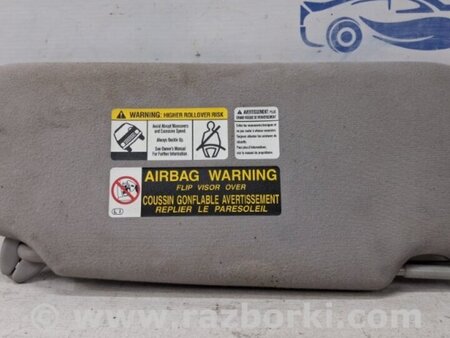 WARNING: HIGHER ROLLOVER RISK
Avoid Abrupt Maneuvers
and Excessive Speed.
Always Buckle Up.
See Owner's Manual
For Further Information.
AVERTISSEMENT
AIRBAG WARNING
FLIP VISOR OVER
COUSSIN GONFLABLE AVERTISSEMENT
REPLIER LE PARESOLEIL
www.razborki.com